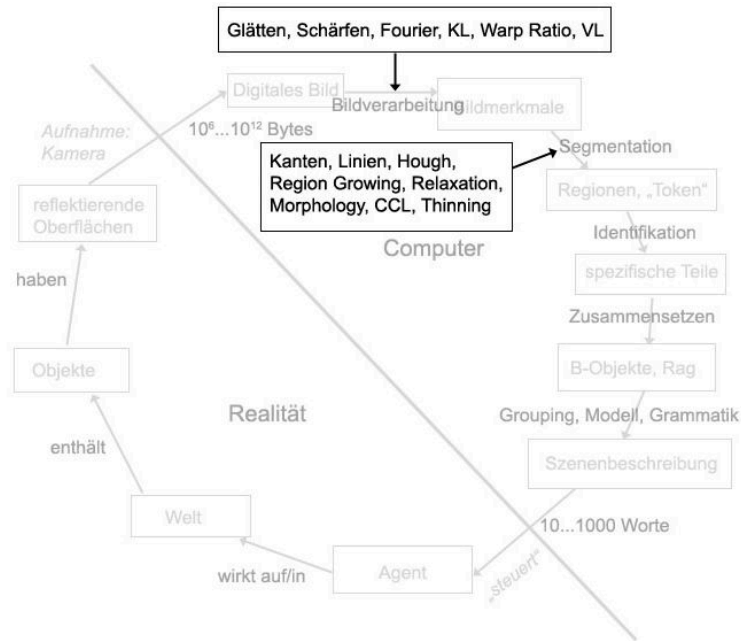 Glätten, Schärfen, Fourier, KL, Warp Ratio, VL
Digitales Bild
Bildverarbeitung
Bildmerkmale
Aufnahme:
Kamera
10⁶...10¹² Bytes
Kanten, Linien, Hough,
Region Growing, Relaxation,
Morphology, CCL, Thinning
Segmentation
Regionen, „Token“
reflektierende
Oberflächen
Identifikation
Computer
spezifische Teile
haben
Zusammensetzen
Objekte
B-Objekte, Rag
Realität
Grouping, Modell, Grammatik
enthält
Szenenbeschreibung
Welt
10...1000 Worte
wirkt auf/in
Agent
„steuert“